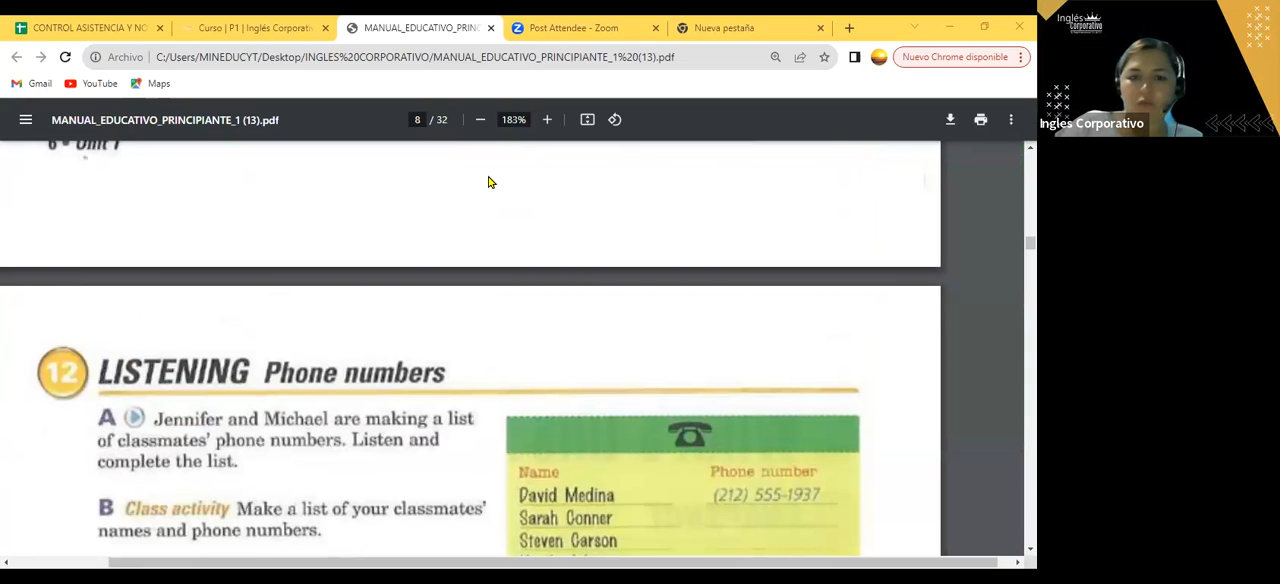 CONTROL ASISTENCIA Y NO
Curso | P1 | Inglés Corporativ
MANUAL_EDUCATIVO_PRINC
Post Attendee - Zoom
Nueva pestaña
Archivo
C:/Users/MINEDUCYT/Desktop/INGLES%20CORPORATIVO/MANUAL_EDUCATIVO_PRINCIPIANTE_1%20(13).pdf
Nuevo Chrome disponible
Gmail
YouTube
Maps
MANUAL_EDUCATIVO_PRINCIPIANTE_1 (13).pdf
8 / 32
183%
6 • Unit 1
12 LISTENING Phone numbers
A Jennifer and Michael are making a list
of classmates' phone numbers. Listen and
complete the list.
B Class activity Make a list of your classmates'
names and phone numbers.
Name Phone number
David Medina (212) 555-1937
Sarah Conner
Steven Carson
Inglés
Corporativo
Ingles Corporativo